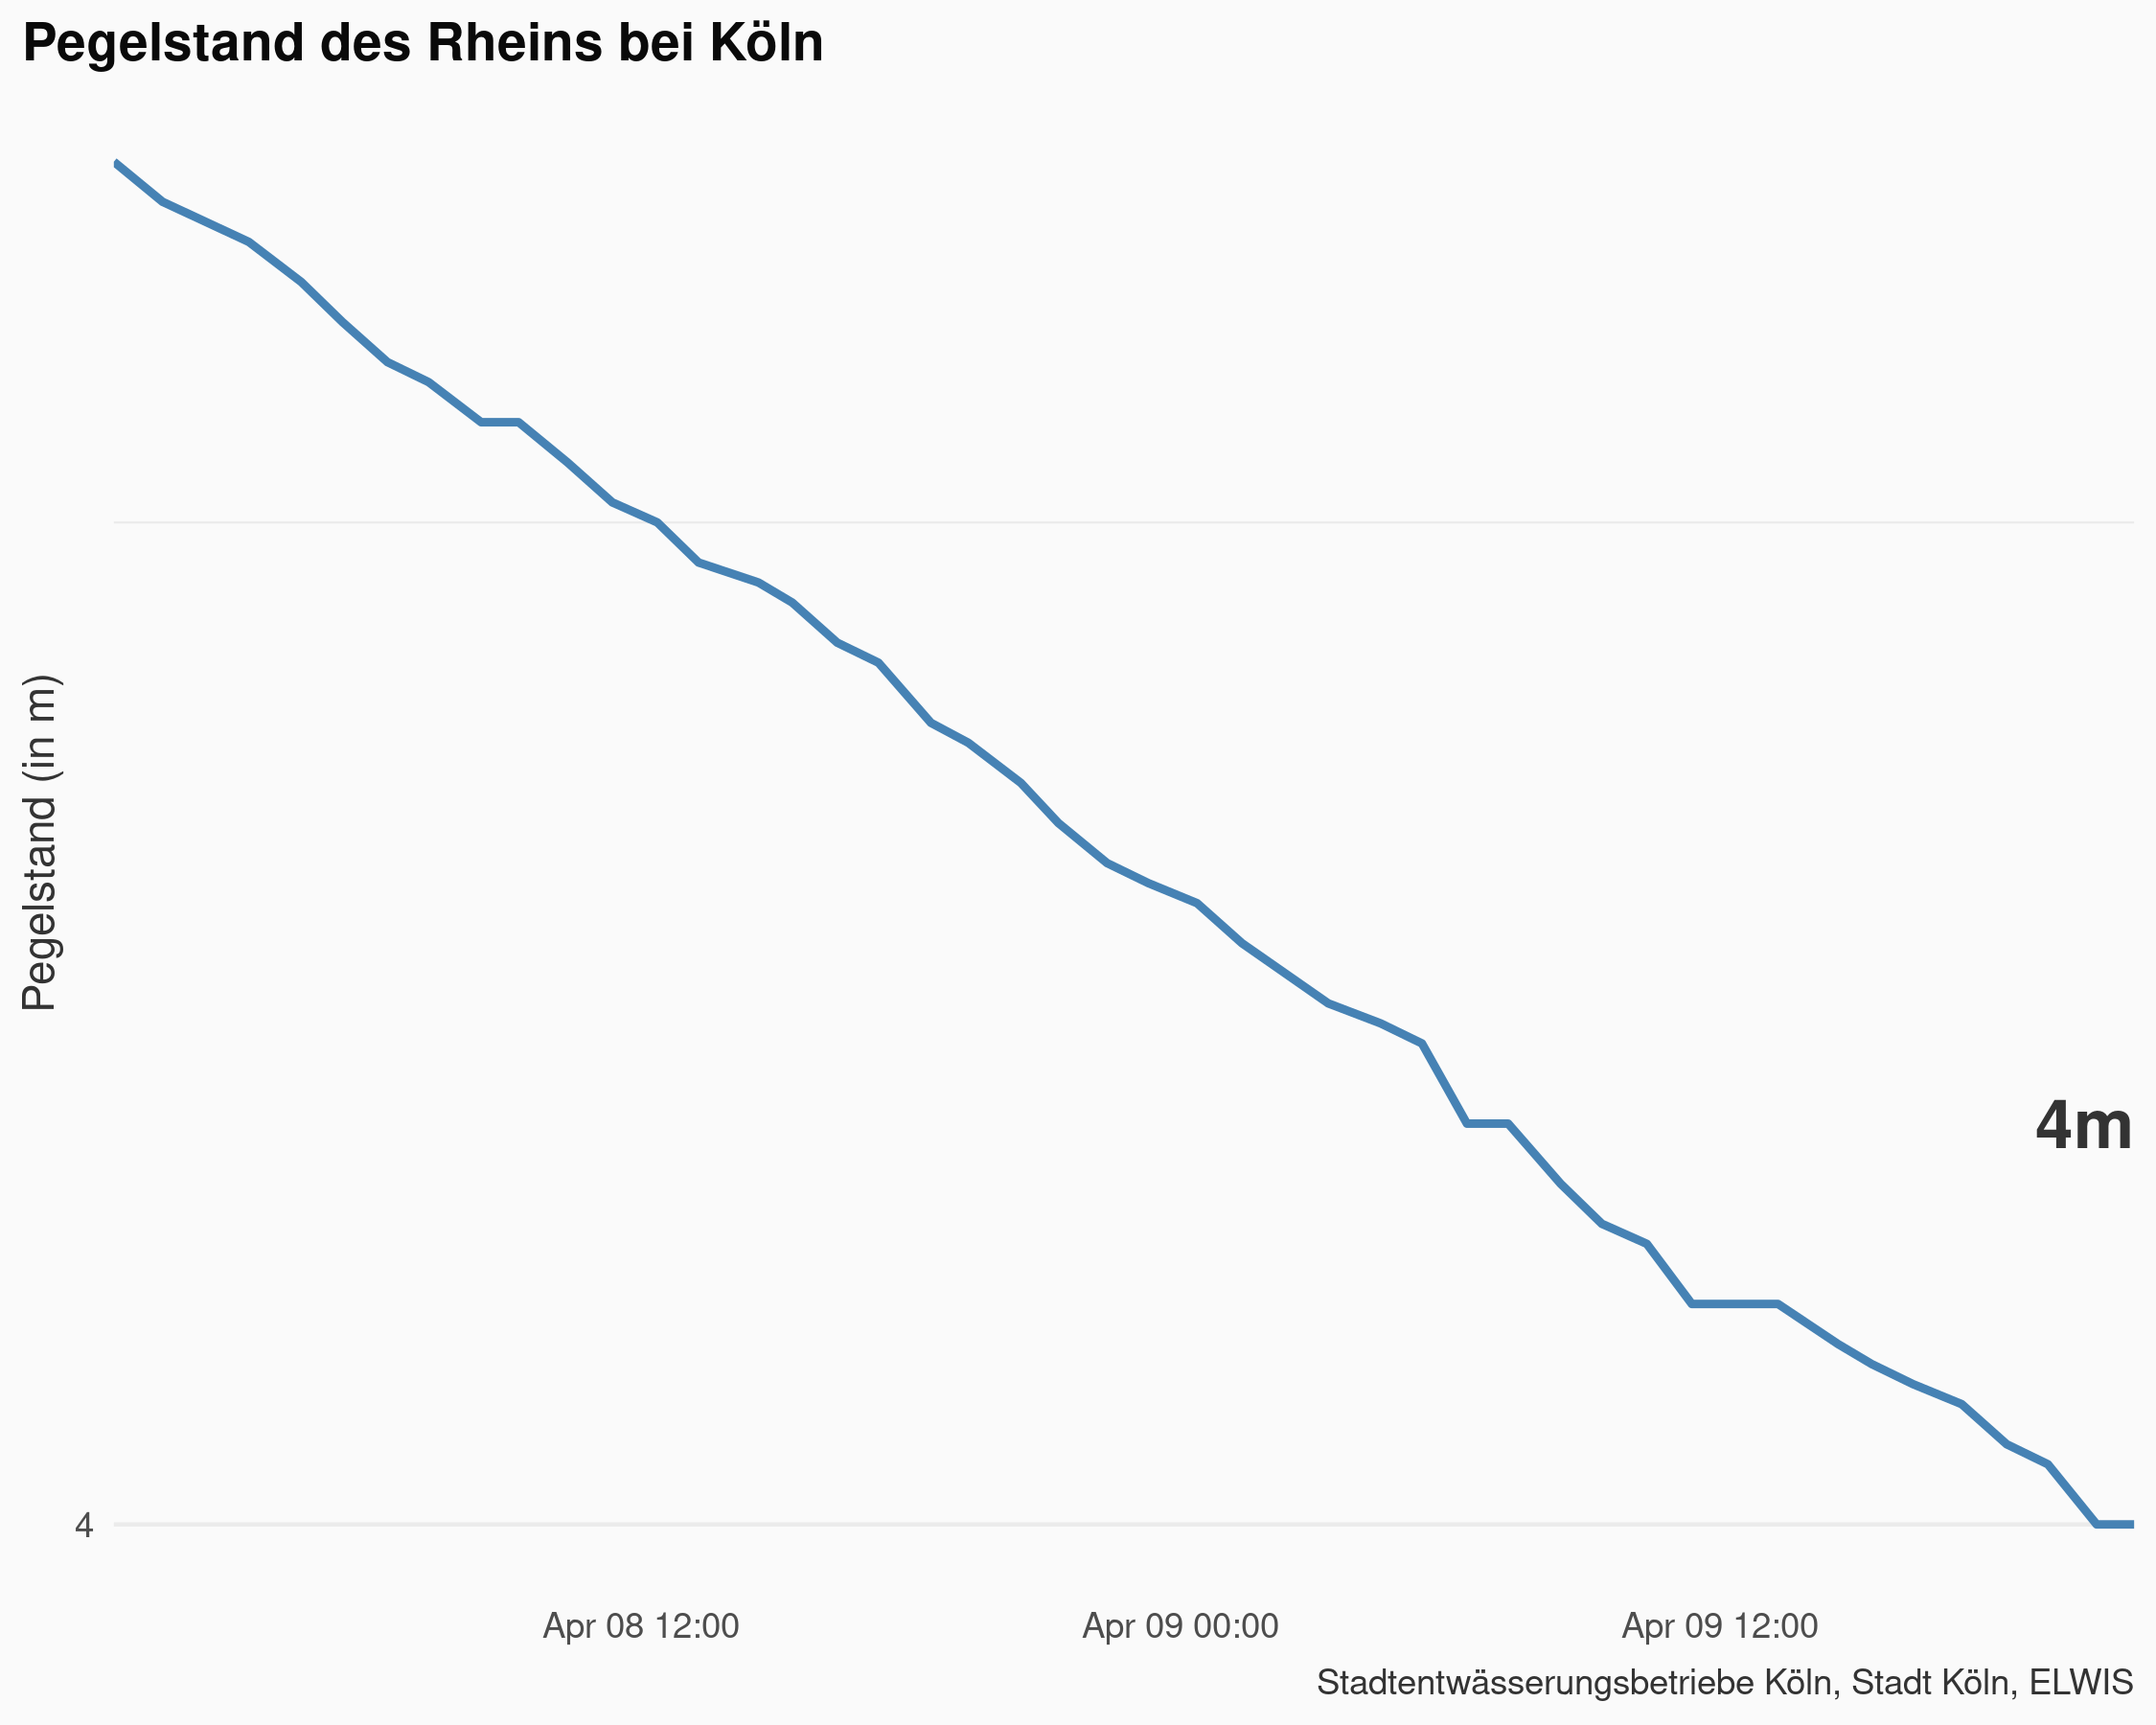 Pegelstand des Rheins bei Köln
Pegelstand (in m)
4m
4
Apr 08 12:00 Apr 09 00:00 Apr 09 12:00
Stadtentwässerungsbetriebe Köln, Stadt Köln, ELWIS